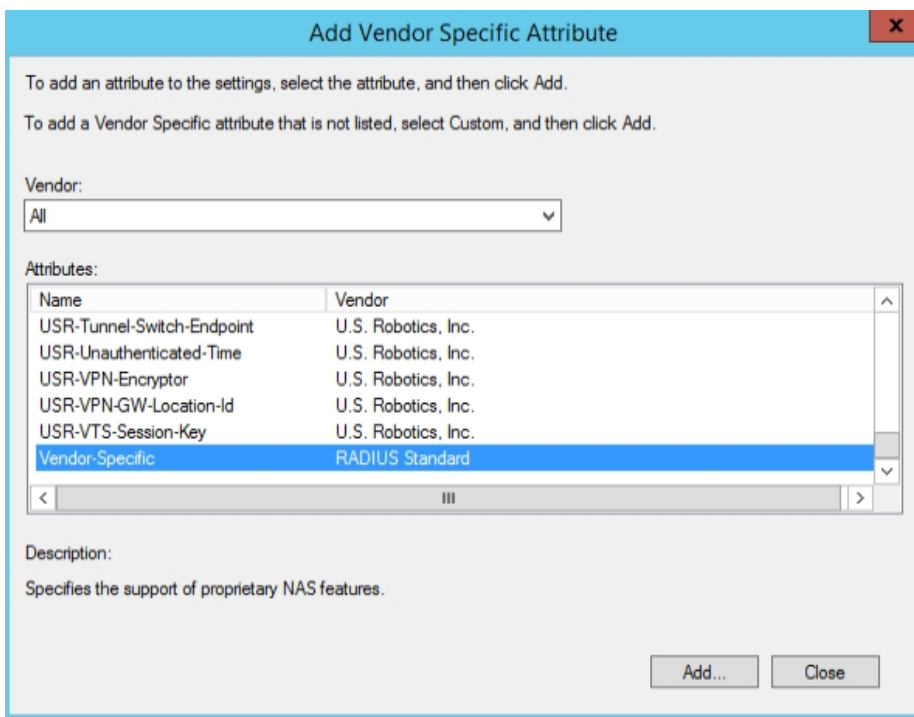 Add Vendor Specific Attribute
x
To add an attribute to the settings, select the attribute, and then click Add.
To add a Vendor Specific attribute that is not listed, select Custom, and then click Add.
Vendor:
All
Attributes:
Name Vendor
USR-Tunnel-Switch-Endpoint U.S. Robotics, Inc.
USR-Unauthenticated-Time U.S. Robotics, Inc.
USR-VPN-Encryptor U.S. Robotics, Inc.
USR-VPN-GW-Location-Id U.S. Robotics, Inc.
USR-VTS-Session-Key U.S. Robotics, Inc.
Vendor-Specific RADIUS Standard
Description:
Specifies the support of proprietary NAS features.
Add... Close